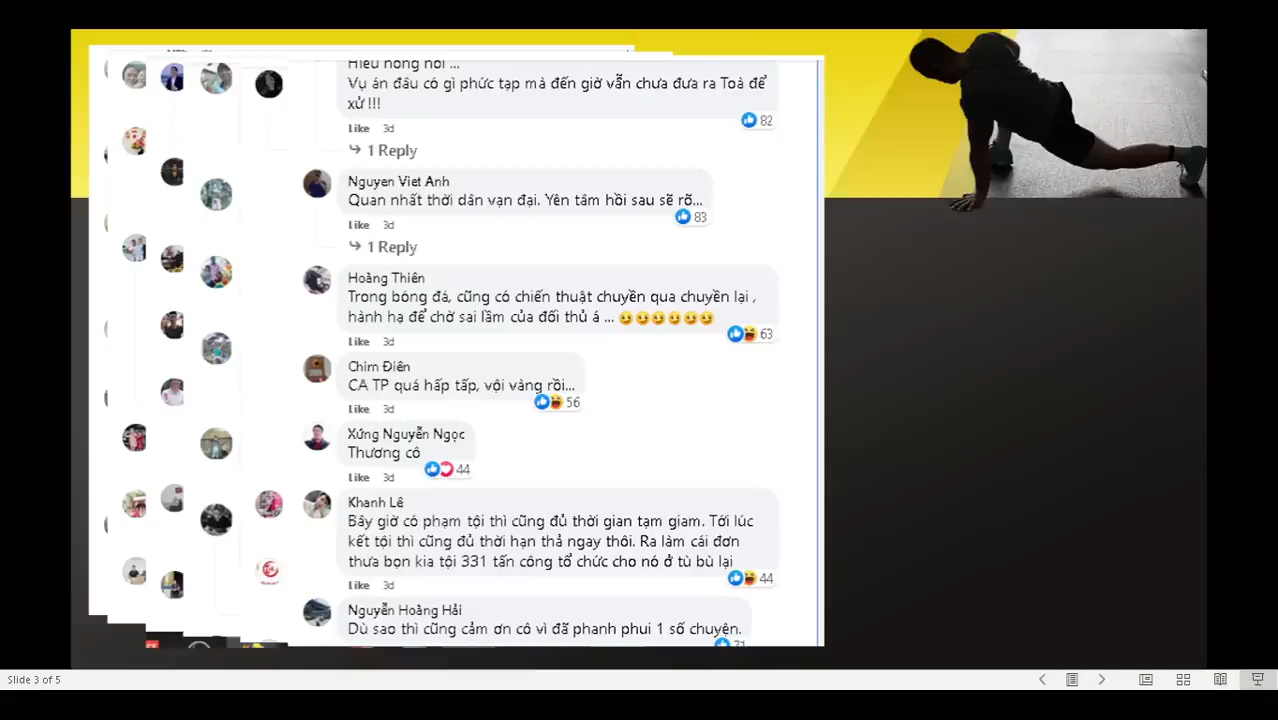 Hiểu nông nổi ...
Vụ án đâu có gì phức tạp mà đến giờ vẫn chưa đưa ra Toà để
xử !!!
82
Like 3d
1 Reply
Nguyen Viet Anh
Quan nhất thời dân vạn đại. Yên tâm hồi sau sẽ rõ...
83
Like 3d
1 Reply
Hoàng Thiên
Trong bóng đá, cũng có chiến thuật chuyền qua chuyền lại ,
hành hạ để chờ sai lầm của đối thủ á ... 😏😏😏😏😏😏
63
Like 3d
Chim Điên
CA TP quá hấp tấp, vội vàng rồi...
56
Like 3d
Xứng Nguyễn Ngọc
Thương cô
44
Like 3d
Khanh Lê
Bây giờ có phạm tội thì cũng đủ thời gian tạm giam. Tới lúc
kết tội thì cũng đủ thời hạn thả ngay thôi. Ra làm cái đơn
thưa bọn kia tội 331 tấn công tổ chức cho nó ở tù bù lại
44
Like 3d
Nguyễn Hoàng Hải
Dù sao thì cũng cảm ơn cô vì đã phanh phui 1 số chuyện.
71
Slide 3 of 5